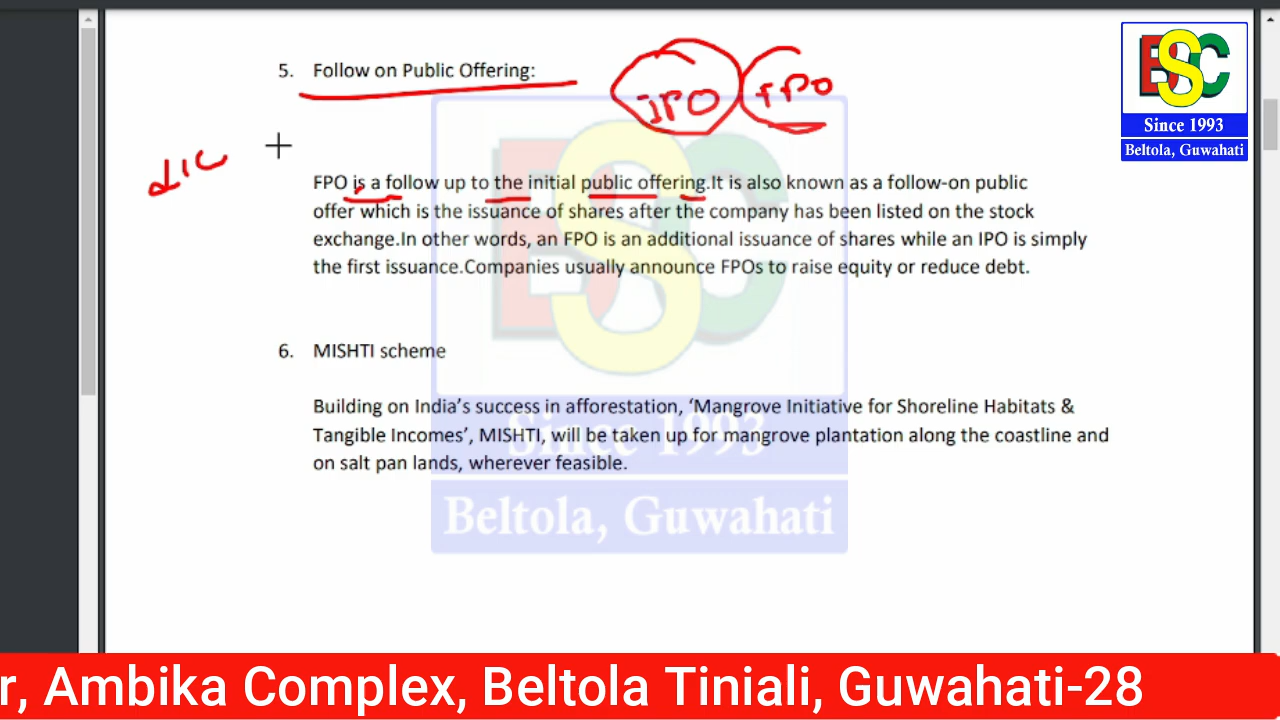 5. Follow on Public Offering:
IPO FPO
ESC
Since 1993
Beltola, Guwahati
LIC
FPO is a follow up to the initial public offering.It is also known as a follow-on public
offer which is the issuance of shares after the company has been listed on the stock
exchange.In other words, an FPO is an additional issuance of shares while an IPO is simply
the first issuance.Companies usually announce FPOs to raise equity or reduce debt.
6. MISHTI scheme
Building on India's success in afforestation, ‘Mangrove Initiative for Shoreline Habitats &
Tangible Incomes’, MISHTI, will be taken up for mangrove plantation along the coastline and
on salt pan lands, wherever feasible.
ESC
Since 1993
Beltola, Guwahati
r, Ambika Complex, Beltola Tiniali, Guwahati-28